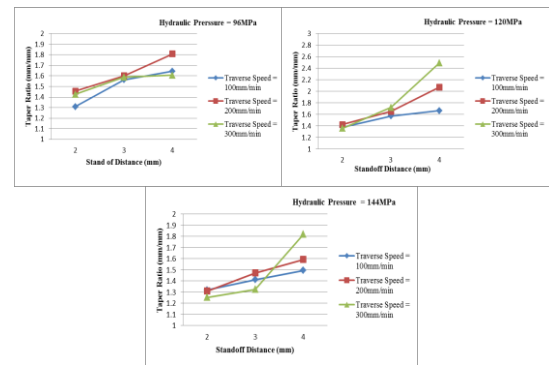 Hydraulic Prerssure = 96MPa
Taper Ratio (mm/mm)
2
1.9
1.8
1.7
1.6
1.5
1.4
1.3
1.2
1.1
1
2 3 4
Stand of Distance (mm)
Traverse Speed =
100mm/min
Traverse Speed =
200mm/min
Traverse Speed =
300mm/min
Hydraulic Pressure = 120MPa
Taper Ratio (mm/mm)
3
2.8
2.6
2.4
2.2
2
1.8
1.6
1.4
1.2
1
2 3 4
Standoff Distance (mm)
Traverse Speed =
100mm/min
Traverse Speed =
200mm/min
Traverse Speed =
300mm/min
Hydraulic Pressure = 144MPa
Taper Ratio (mm/mm)
2
1.9
1.8
1.7
1.6
1.5
1.4
1.3
1.2
1.1
1
2 3 4
Standoff Distance (mm)
Traverse Speed =
100mm/min
Traverse Speed =
200mm/min
Traverse Speed =
300mm/min